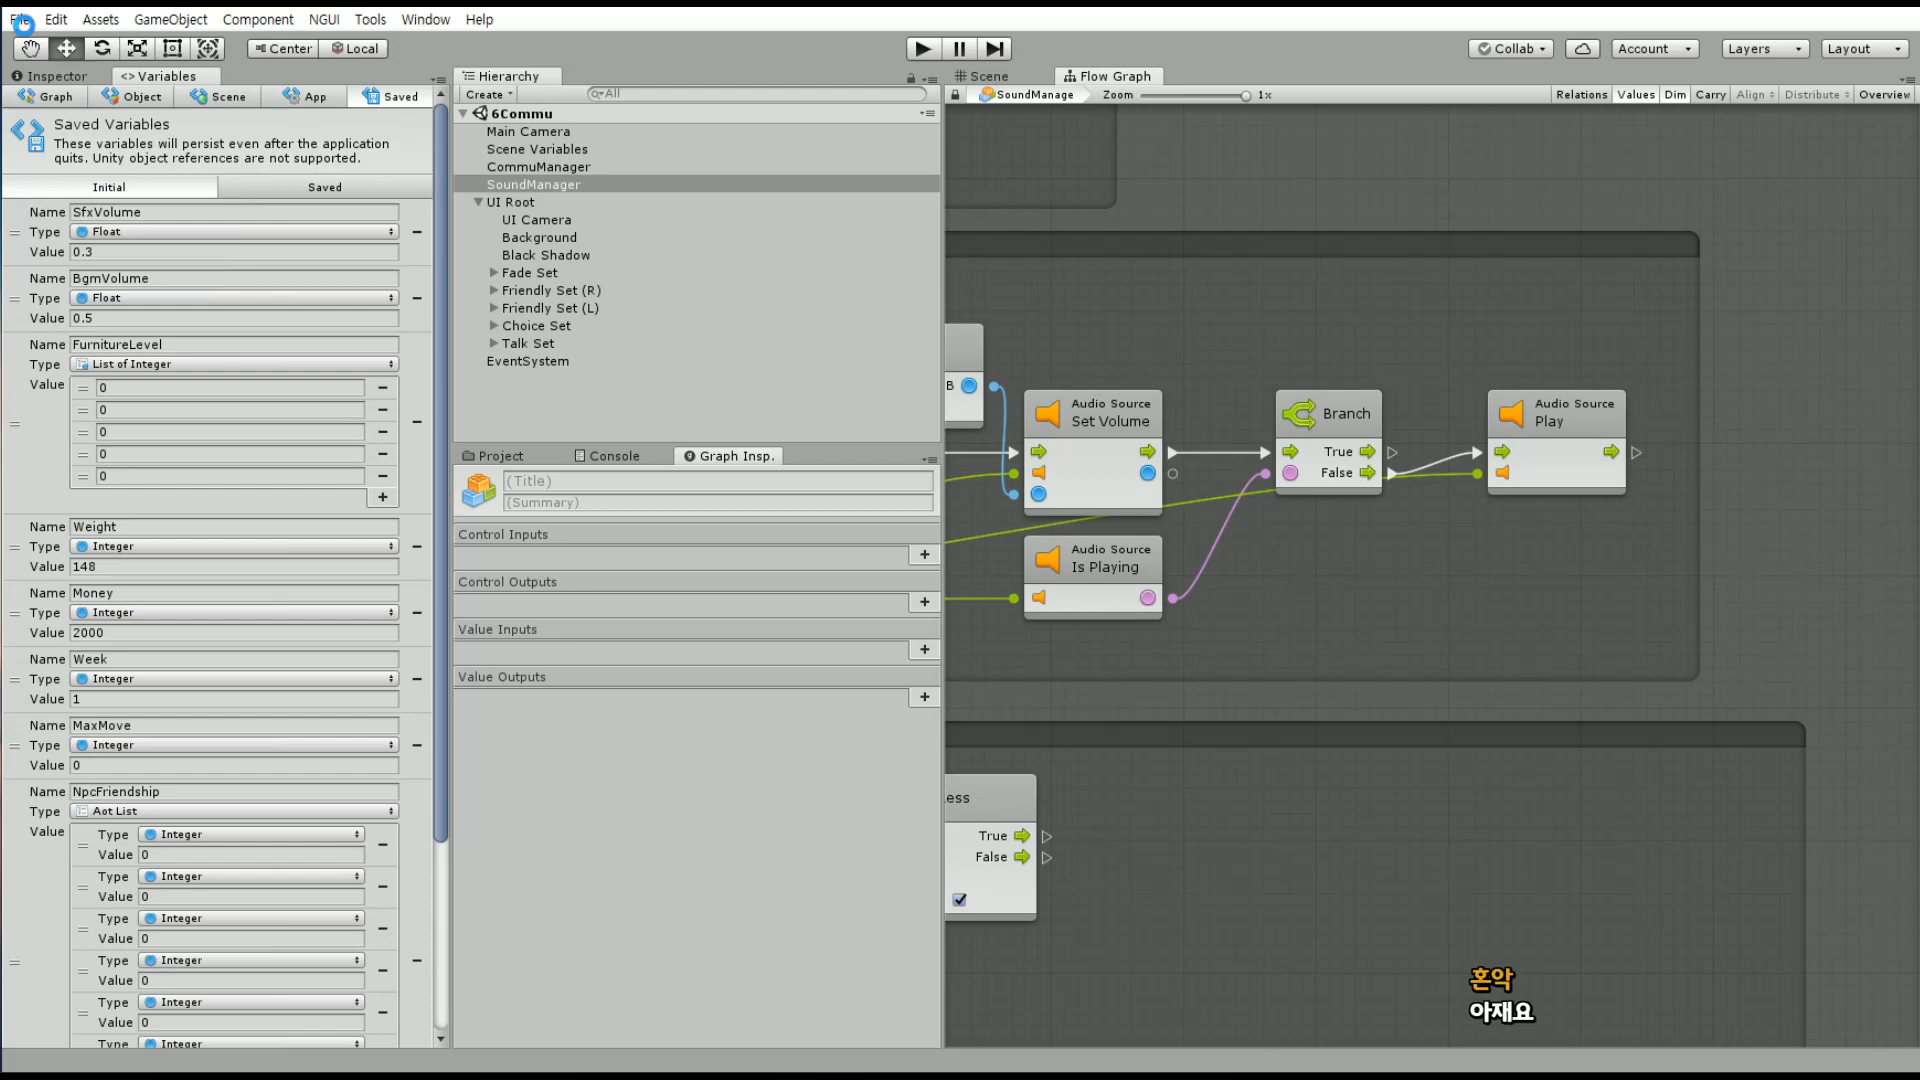 File Edit Assets GameObject Component NGUI Tools Window Help
Center Local Collab Account Layers Layout
Inspector <> Variables
Graph Object Scene App Saved
Saved Variables
These variables will persist even after the application
quits. Unity object references are not supported.
Initial Saved
Name SfxVolume
Type Float
Value 0.3
Name BgmVolume
Type Float
Value 0.5
Name FurnitureLevel
Type List of Integer
Value 0
0
0
0
0
Name Weight
Type Integer
Value 148
Name Money
Type Integer
Value 2000
Name Week
Type Integer
Value 1
Name MaxMove
Type Integer
Value 0
Name NpcFriendship
Type Aot List
Value Type Integer
Value 0
Type Integer
Value 0
Type Integer
Value 0
Type Integer
Value 0
Type Integer
Value 0
Type Integer
Hierarchy
Create All
6Commu
Main Camera
Scene Variables
CommuManager
SoundManager
UI Root
UI Camera
Background
Black Shadow
Fade Set
Friendly Set (R)
Friendly Set (L)
Choice Set
Talk Set
EventSystem
Project Console Graph Insp.
(Title)
(Summary)
Control Inputs
Control Outputs
Value Inputs
Value Outputs
Scene Flow Graph
SoundManage Zoom 1x Relations Values Dim Carry Align Distribute Overview
B
Audio Source
Set Volume
Branch
True
False
Audio Source
Play
Audio Source
Is Playing
ess
True
False
혼악
아재요